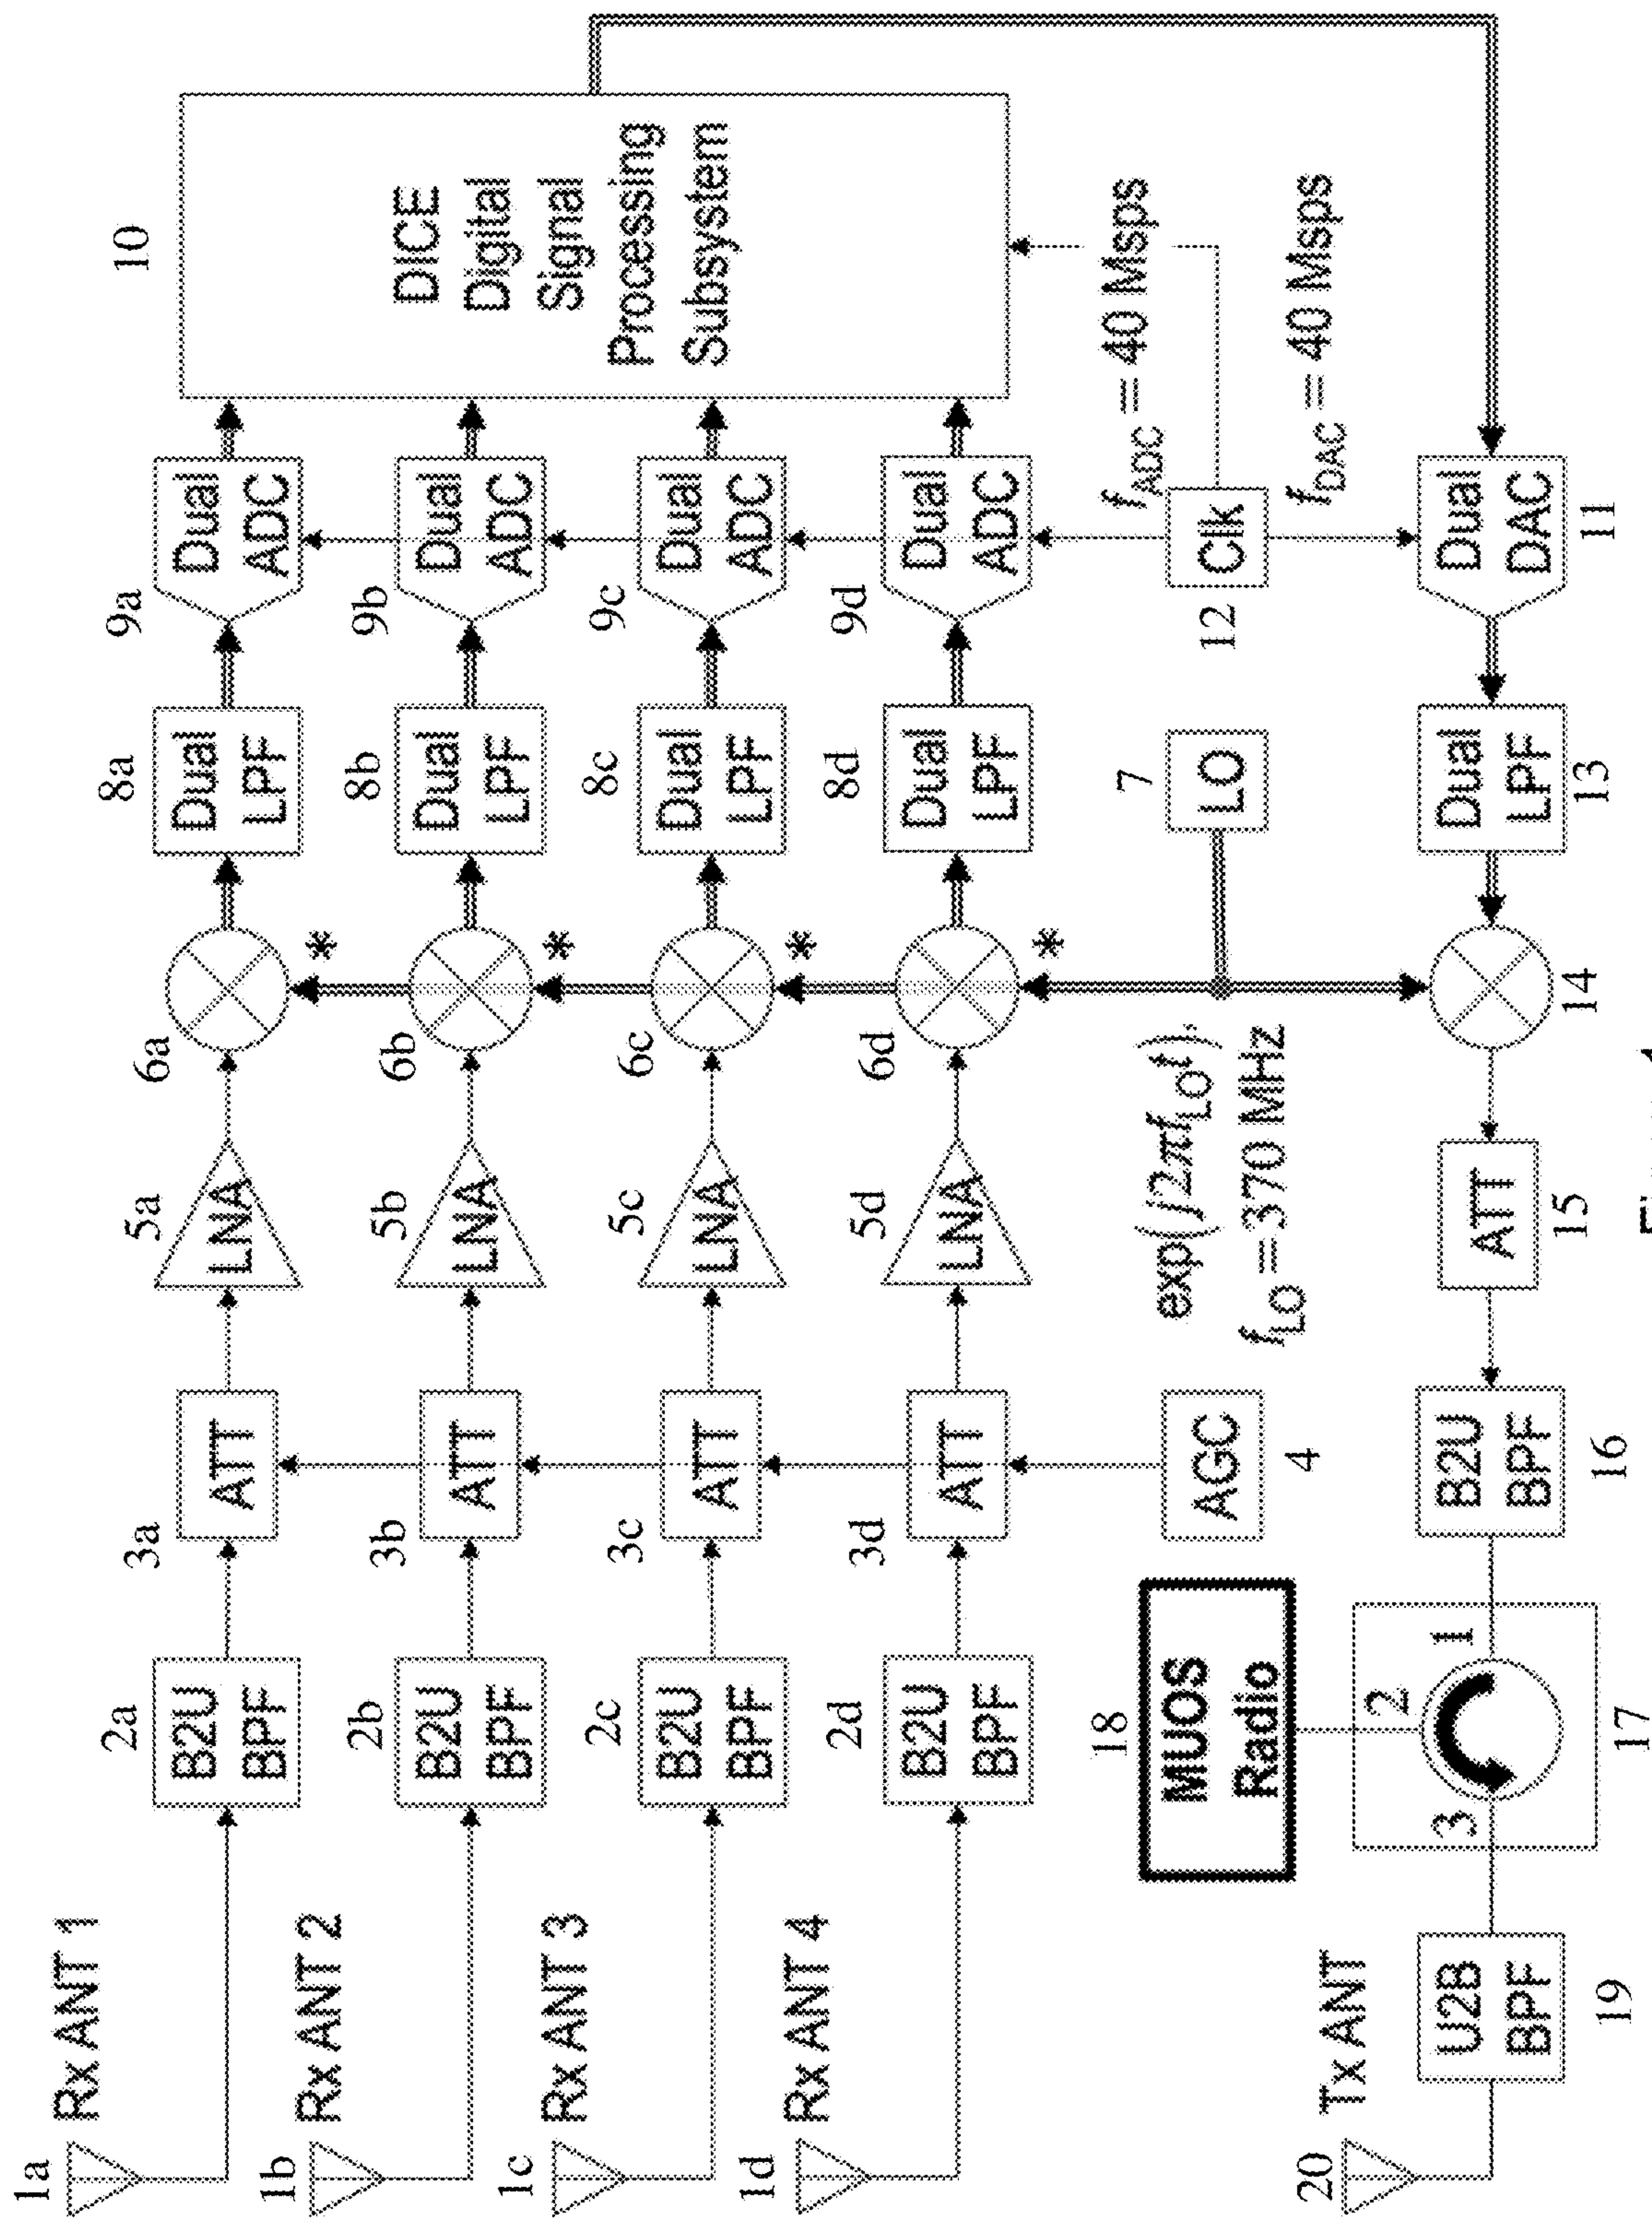 1a
Rx ANT 1
2a
B2U
BPF
3a
ATT
5a
LNA
6a
*
8a
Dual
LPF
9a
Dual
ADC
10
DICE
Digital
Signal
Processing
Subsystem
1b
Rx ANT 2
2b
B2U
BPF
3b
ATT
5b
LNA
6b
*
8b
Dual
LPF
9b
Dual
ADC
1c
Rx ANT 3
2c
B2U
BPF
3c
ATT
5c
LNA
6c
*
8c
Dual
LPF
9c
Dual
ADC
1d
Rx ANT 4
2d
B2U
BPF
3d
ATT
5d
LNA
6d
*
8d
Dual
LPF
9d
Dual
ADC
18
MUOS
Radio
AGC
4
exp(j2πf_LO t),
f_LO = 370 MHz
7
LO
12
Clk
f_ADC = 40 Msps
f_DAC = 40 Msps
20
Tx ANT
U2B
BPF
19
3
2
1
17
B2U
BPF
16
ATT
15
14
Dual
LPF
13
Dual
DAC
11